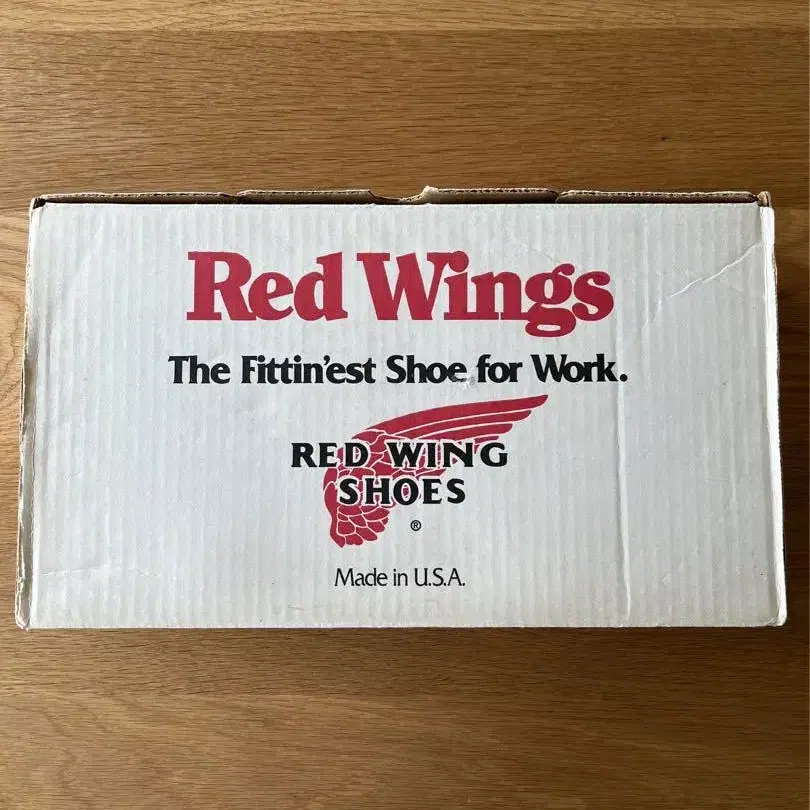 Red Wings
The Fittin'est Shoe for Work.
RED WING
SHOES
®
Made in U.S.A.